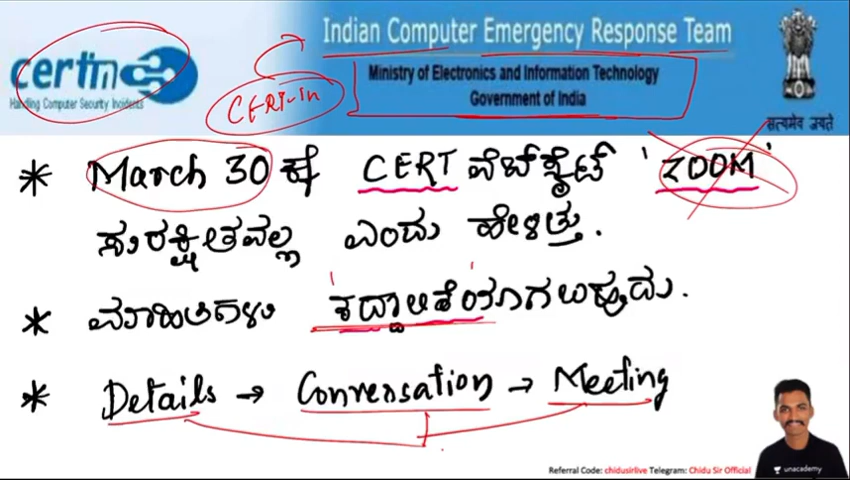 Indian Computer Emergency Response Team
certin
Handling Computer Security Incidents
Ministry of Electronics and Information Technology
Government of India
CERT-In
सत्यमेव जयते
* March 30 ಕ್ಕೆ CERT ವೆಬ್‌ಸೈಟ್ 'ZOOM'
ಸುರಕ್ಷಿತವಲ್ಲ ಎಂದು ಹೇಳಿತ್ತು.
* ಮಾಹಿತಿಗಳು 'ಕದ್ದಾಲಿಕೆ'ಯಾಗಬಹುದು.
* Details → Conversation → Meeting
unacademy
Referral Code: chidusirlive Telegram: Chidu Sir Official